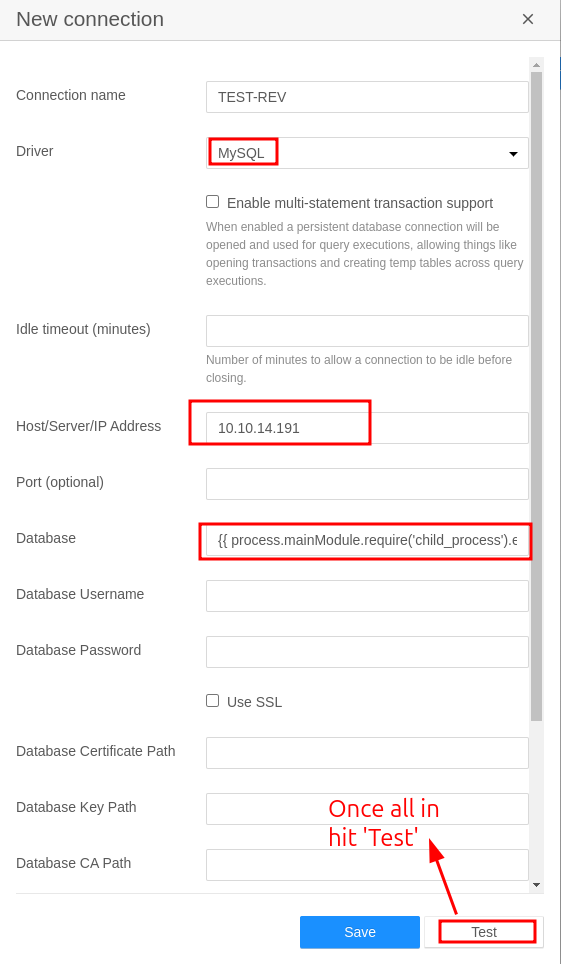 New connection ×
Connection name
TEST-REV
Driver
MySQL
Enable multi-statement transaction support
When enabled a persistent database connection will be
opened and used for query executions, allowing things like
opening transactions and creating temp tables across query
executions.
Idle timeout (minutes)
Number of minutes to allow a connection to be idle before
closing.
Host/Server/IP Address
10.10.14.191
Port (optional)
Database
{{ process.mainModule.require('child_process').e
Database Username
Database Password
Use SSL
Database Certificate Path
Database Key Path
Once all in
hit 'Test'
Database CA Path
Save
Test